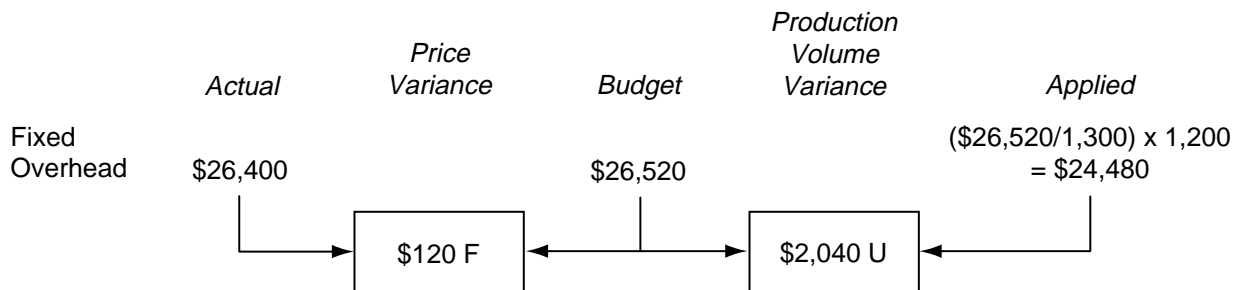 Actual
Price
Variance
Budget
Production
Volume
Variance
Applied
Fixed
Overhead
$26,400
$26,520
($26,520/1,300) x 1,200
= $24,480
$120 F
$2,040 U